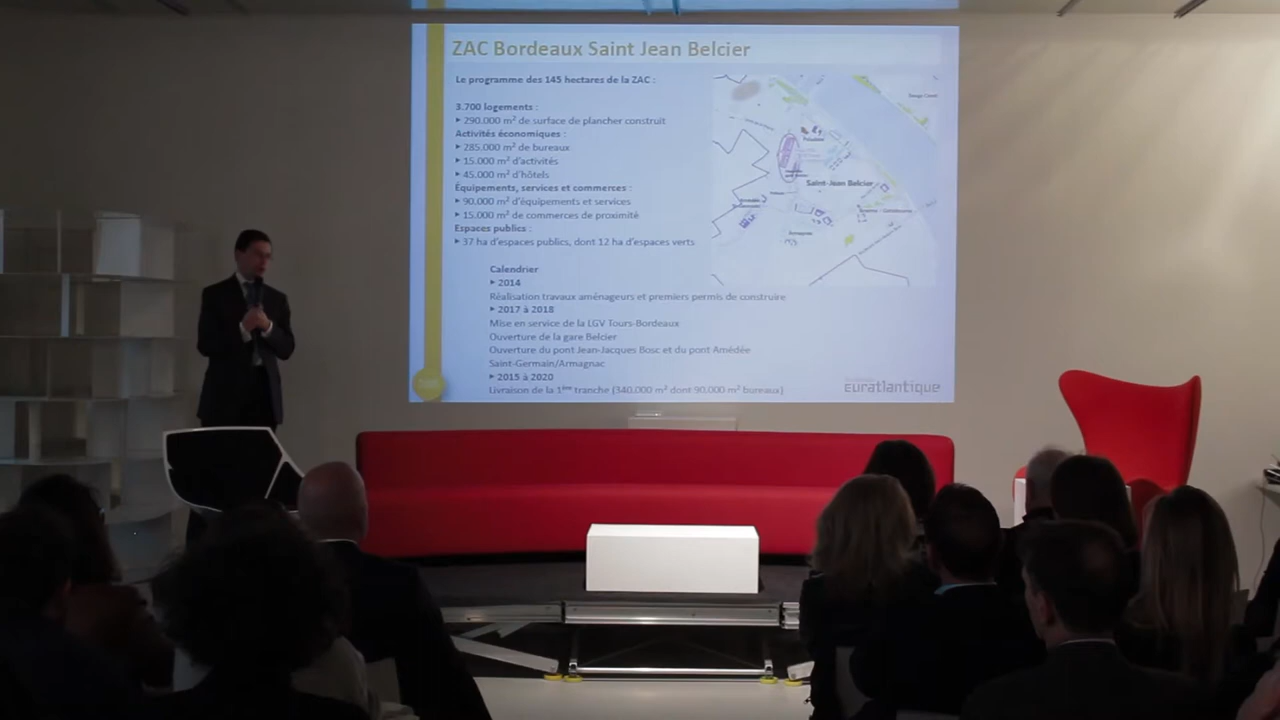 ZAC Bordeaux Saint Jean Belcier
Le programme des 145 hectares de la ZAC :
3.700 logements :
▸ 290.000 m² de surface de plancher construit
Activités économiques :
▸ 285.000 m² de bureaux
▸ 15.000 m² d'activités
▸ 45.000 m² d'hôtels
Équipements, services et commerces :
▸ 90.000 m² d'équipements et services
▸ 15.000 m² de commerces de proximité
Espaces publics :
▸ 37 ha d'espaces publics, dont 12 ha d'espaces verts
Saint-Jean Belcier
Calendrier
▸ 2014
Réalisation travaux aménageurs et premiers permis de construire
▸ 2017 à 2018
Mise en service de la LGV Tours-Bordeaux
Ouverture de la gare Belcier
Ouverture du pont Jean-Jacques Bosc et du pont Amédée
Saint-Germain/Armagnac
▸ 2015 à 2020
Livraison de la 1ère tranche (340.000 m² dont 90.000 m² bureaux)
euratlantique